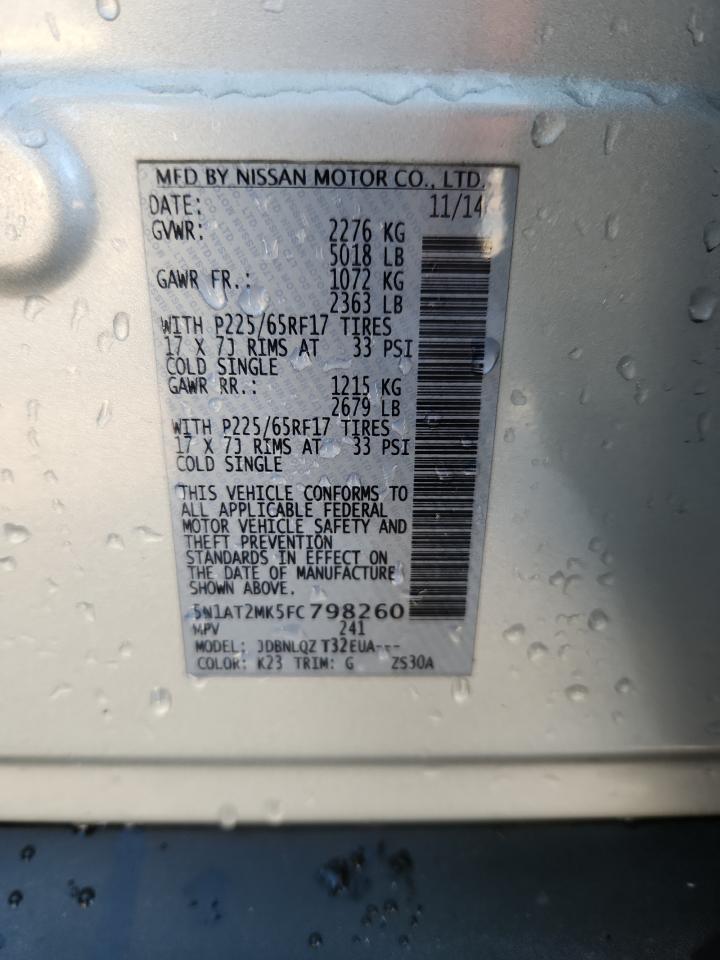 MFD BY NISSAN MOTOR CO., LTD.
DATE: 11/14
GVWR: 2276 KG
5018 LB
GAWR FR.: 1072 KG
2363 LB
WITH P225/65RF17 TIRES
17 X 7J RIMS AT 33 PSI
COLD SINGLE
GAWR RR.: 1215 KG
2679 LB
WITH P225/65RF17 TIRES
17 X 7J RIMS AT 33 PSI
COLD SINGLE
THIS VEHICLE CONFORMS TO
ALL APPLICABLE FEDERAL
MOTOR VEHICLE SAFETY AND
THEFT PREVENTION
STANDARDS IN EFFECT ON
THE DATE OF MANUFACTURE
SHOWN ABOVE.
5N1AT2MK5FC798260
MPV 241
MODEL: JDBNLQZ T32EUA---
COLOR: K23 TRIM: G ZS30A